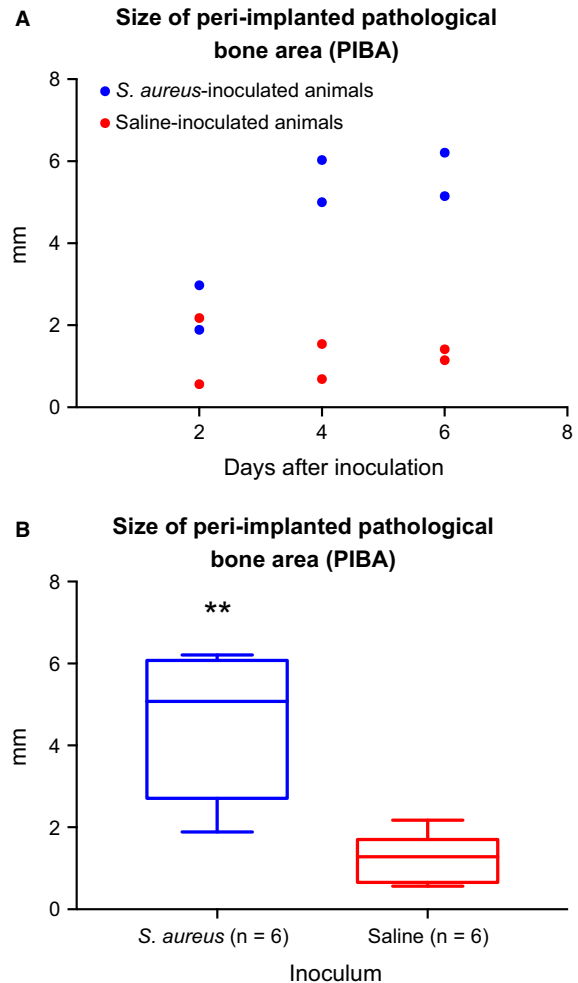 A
Size of peri-implanted pathological
bone area (PIBA)
8
S. aureus-inoculated animals
Saline-inoculated animals
6
mm
4
2
0
2 4 6 8
Days after inoculation
B
Size of peri-implanted pathological
bone area (PIBA)
8
**
6
mm
4
2
0
S. aureus (n = 6) Saline (n = 6)
Inoculum